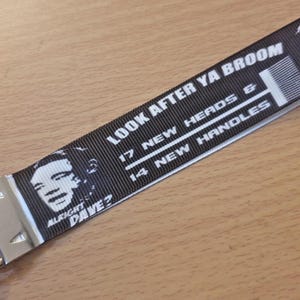 LOOK AFTER YA BROOM
17 NEW HEADS &
14 NEW HANDLES
ALRIGHT
DAVE?